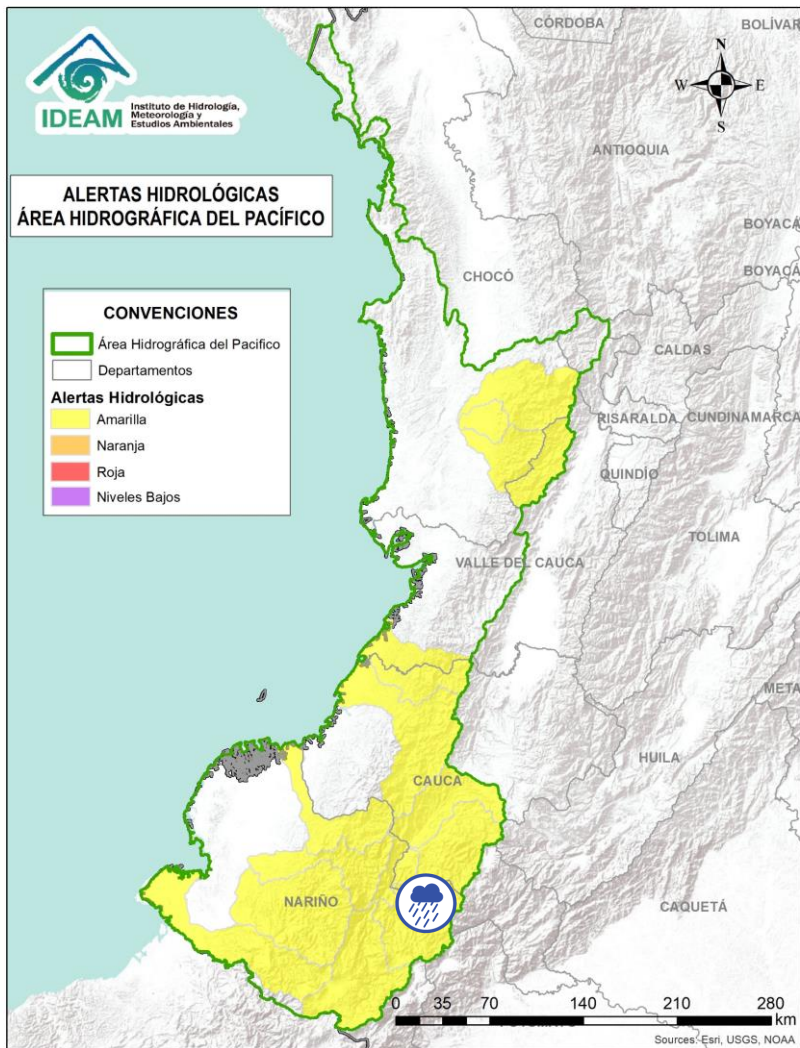 CÓRDOBA
BOLÍVAR
N
W
E
S
IDEAM
Instituto de Hidrología,
Meteorología y
Estudios Ambientales
ANTIOQUIA
ALERTAS HIDROLÓGICAS
ÁREA HIDROGRÁFICA DEL PACÍFICO
BOYACÁ
BOYACÁ
CHOCÓ
CONVENCIONES
Área Hidrográfica del Pacifico
Departamentos
Alertas Hidrológicas
Amarilla
Naranja
Roja
Niveles Bajos
CALDAS
RISARALDA
CUNDINAMARCA
QUINDÍO
TOLIMA
VALLE DEL CAUCA
META
HUILA
CAUCA
NARIÑO
CAQUETÁ
0 35 70 140 210 280
km
Sources: Esri, USGS, NOAA